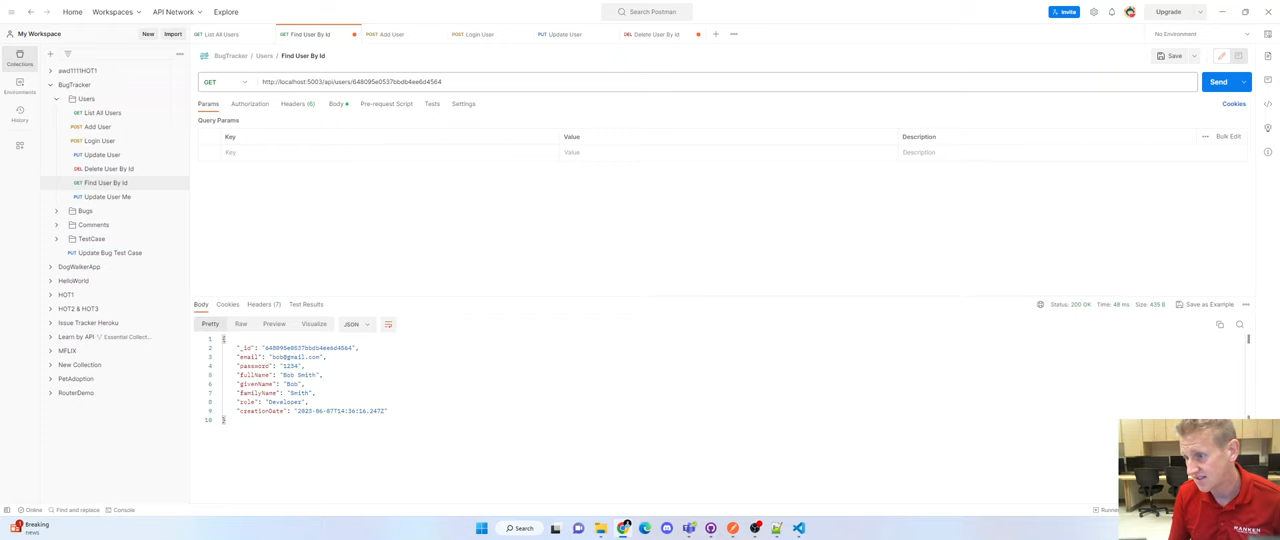 Home Workspaces API Network Explore Search Postman Invite Upgrade
My Workspace New Import List All Users GET Find User By Id POST Add User POST Login User PUT Update User DEL Delete User By Id No Environment
Collections
Environments
History
awd1111HOT1
BugTracker
Users
GET List All Users
POST Add User
POST Login User
PUT Update User
DEL Delete User By Id
GET Find User By Id
PUT Update User Me
Bugs
Comments
TestCase
PUT Update Bug Test Case
DogWalkerApp
HelloWorld
HOT1
HOT2 & HOT3
Issue Tracker Heroku
Learn by API Essential Collect...
MFLIX
New Collection
PetAdoption
RouterDemo
BugTracker / Users / Find User By Id Save
GET http://localhost:5003/api/users/648095e0537bbdb4ee6d4564 Send
Params Authorization Headers (6) Body Pre-request Script Tests Settings Cookies
Query Params
Key Value Description Bulk Edit
Key Value Description
Body Cookies Headers (7) Test Results Status: 200 OK Time: 48 ms Size: 435 B Save as Example
Pretty Raw Preview Visualize JSON
1 {
2 "_id": "648095e0537bbdb4ee6d4564",
3 "email": "bob@gmail.com",
4 "password": "1234",
5 "fullName": "Bob Smith",
6 "givenName": "Bob",
7 "familyName": "Smith",
8 "role": "Developer",
9 "creationDate": "2023-06-07T14:36:16.247Z"
10 }
Online Find and replace Console Runner
Breaking
news
Search
RANKEN